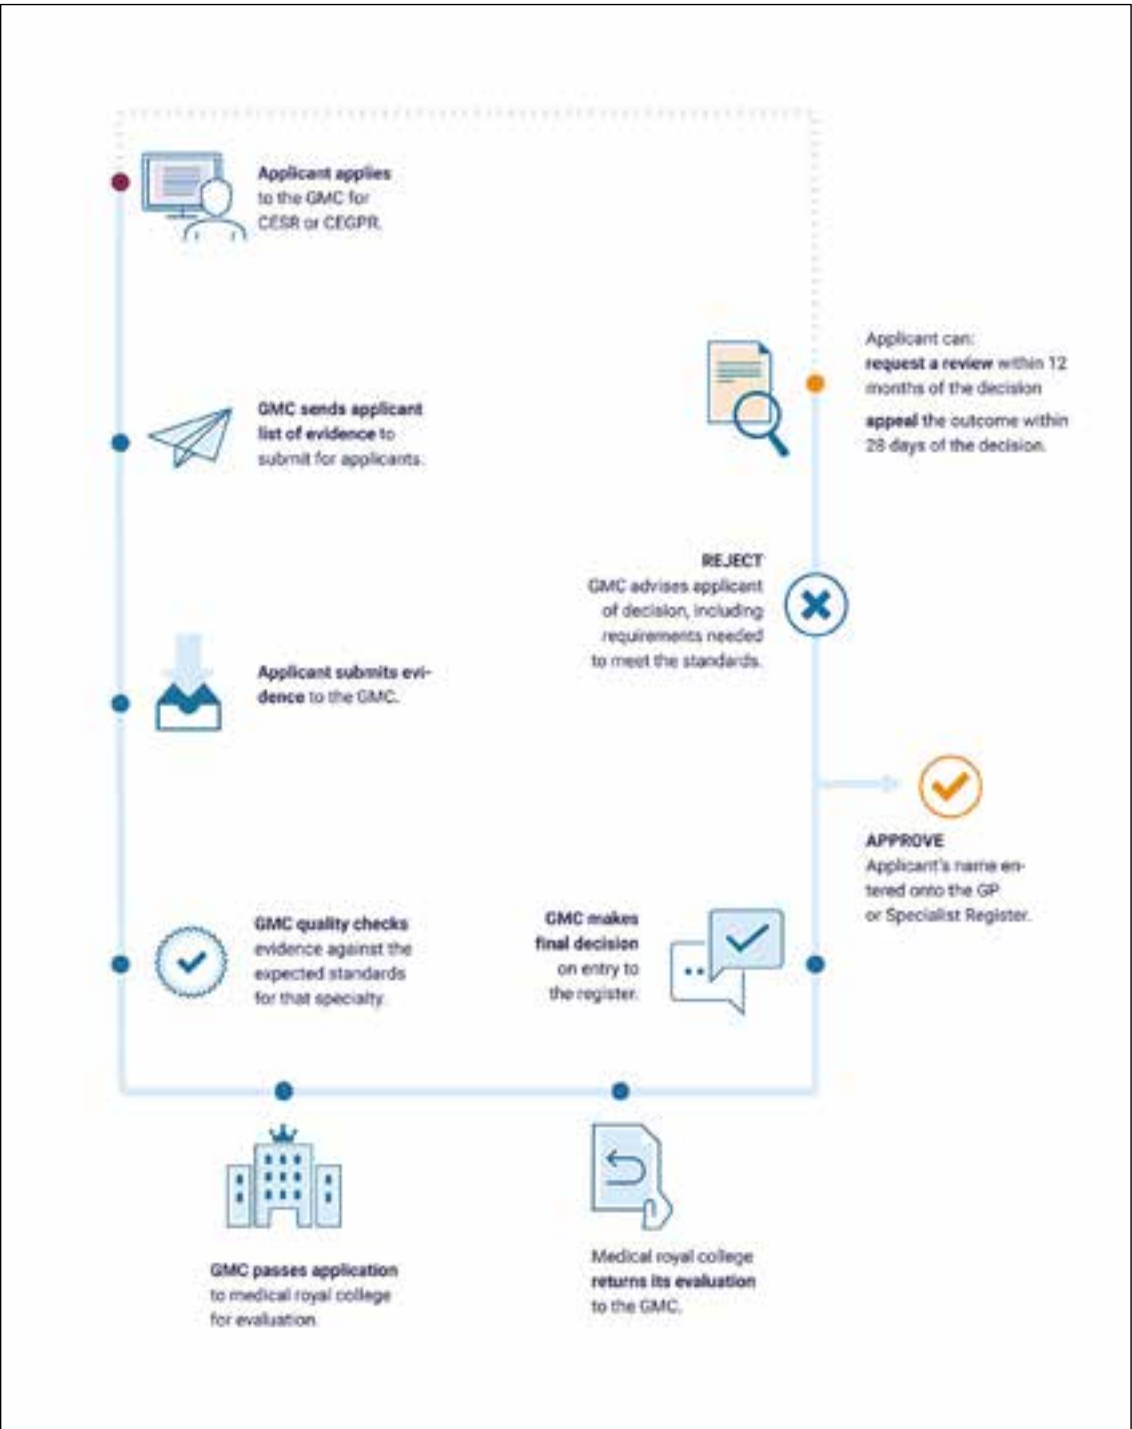 Applicant applies
to the GMC for
CESR or CEGPR.
GMC sends applicant
list of evidence to
submit for applicants.
Applicant submits evi-
dence to the GMC.
GMC quality checks
evidence against the
expected standards
for that specialty.
GMC passes application
to medical royal college
for evaluation.
Medical royal college
returns its evaluation
to the GMC.
GMC makes
final decision
on entry to
the register.
APPROVE
Applicant's name en-
tered onto the GP
or Specialist Register.
REJECT
GMC advises applicant
of decision, including
requirements needed
to meet the standards.
Applicant can:
request a review within 12
months of the decision
appeal the outcome within
28 days of the decision.